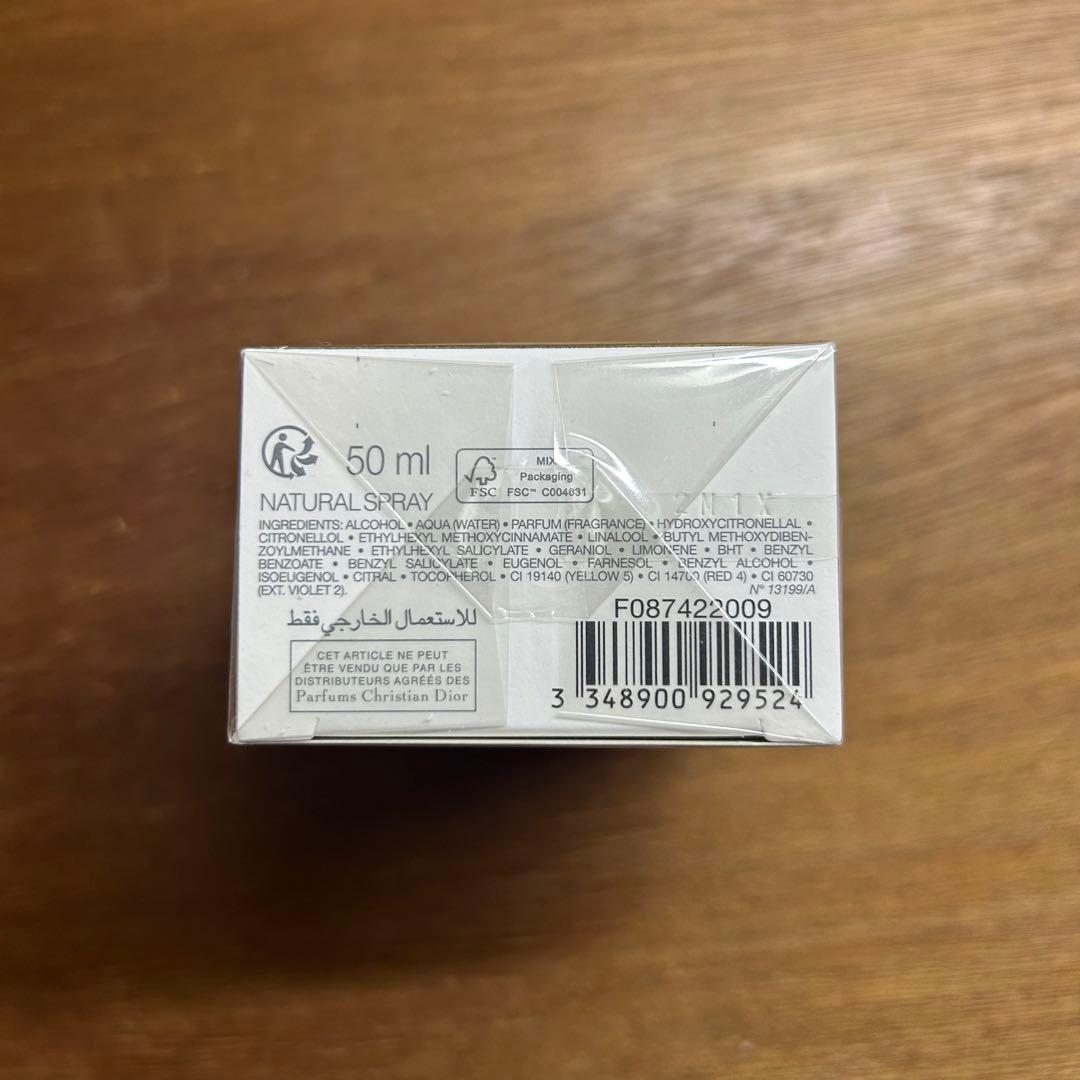 50 ml
MIX
Packaging
FSC FSC™ C004631
2M1X
NATURAL SPRAY
INGREDIENTS: ALCOHOL • AQUA (WATER) • PARFUM (FRAGRANCE) • HYDROXYCITRONELLAL •
CITRONELLOL • ETHYLHEXYL METHOXYCINNAMATE • LINALOOL • BUTYL METHOXYDIBEN-
ZOYLMETHANE • ETHYLHEXYL SALICYLATE • GERANIOL • LIMONENE • BHT • BENZYL
BENZOATE • BENZYL SALICYLATE • EUGENOL • FARNESOL • BENZYL ALCOHOL •
ISOEUGENOL • CITRAL • TOCOPHEROL • CI 19140 (YELLOW 5) • CI 14700 (RED 4) • CI 60730
(EXT. VIOLET 2). N° 13199/A
للاستعمال الخارجي فقط
CET ARTICLE NE PEUT
ÊTRE VENDU QUE PAR LES
DISTRIBUTEURS AGRÉÉS DES
Parfums Christian Dior
F087422009
3 348900 929524